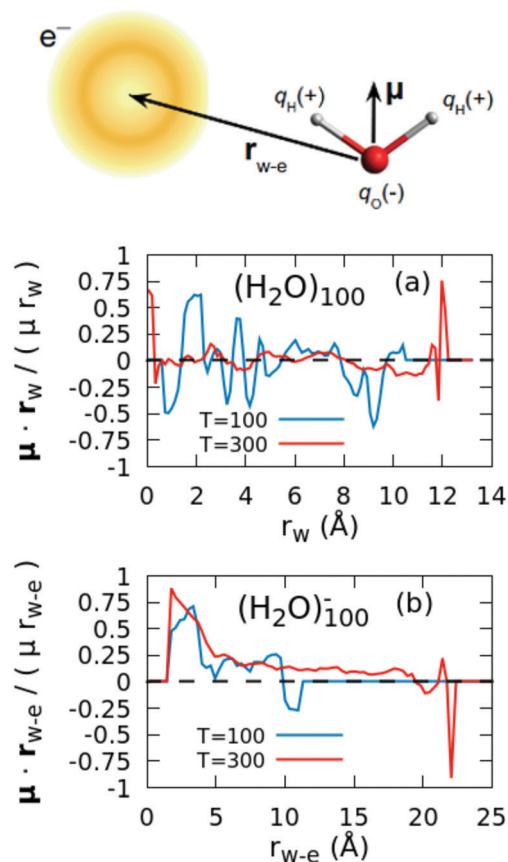 e⁻
q_H(+) μ q_H(+)
r_w-e
q_O(-)
(H₂O)₁₀₀ (a)
μ · r_w / ( μ r_w )
1
0.75
0.5
0.25
0
-0.25
-0.5
-0.75
-1
T=100
T=300
0 2 4 6 8 10 12 14
r_w (Å)
(H₂O)⁻₁₀₀ (b)
μ · r_w-e / ( μ r_w-e )
1
0.75
0.5
0.25
0
-0.25
-0.5
-0.75
-1
T=100
T=300
0 5 10 15 20 25
r_w-e (Å)